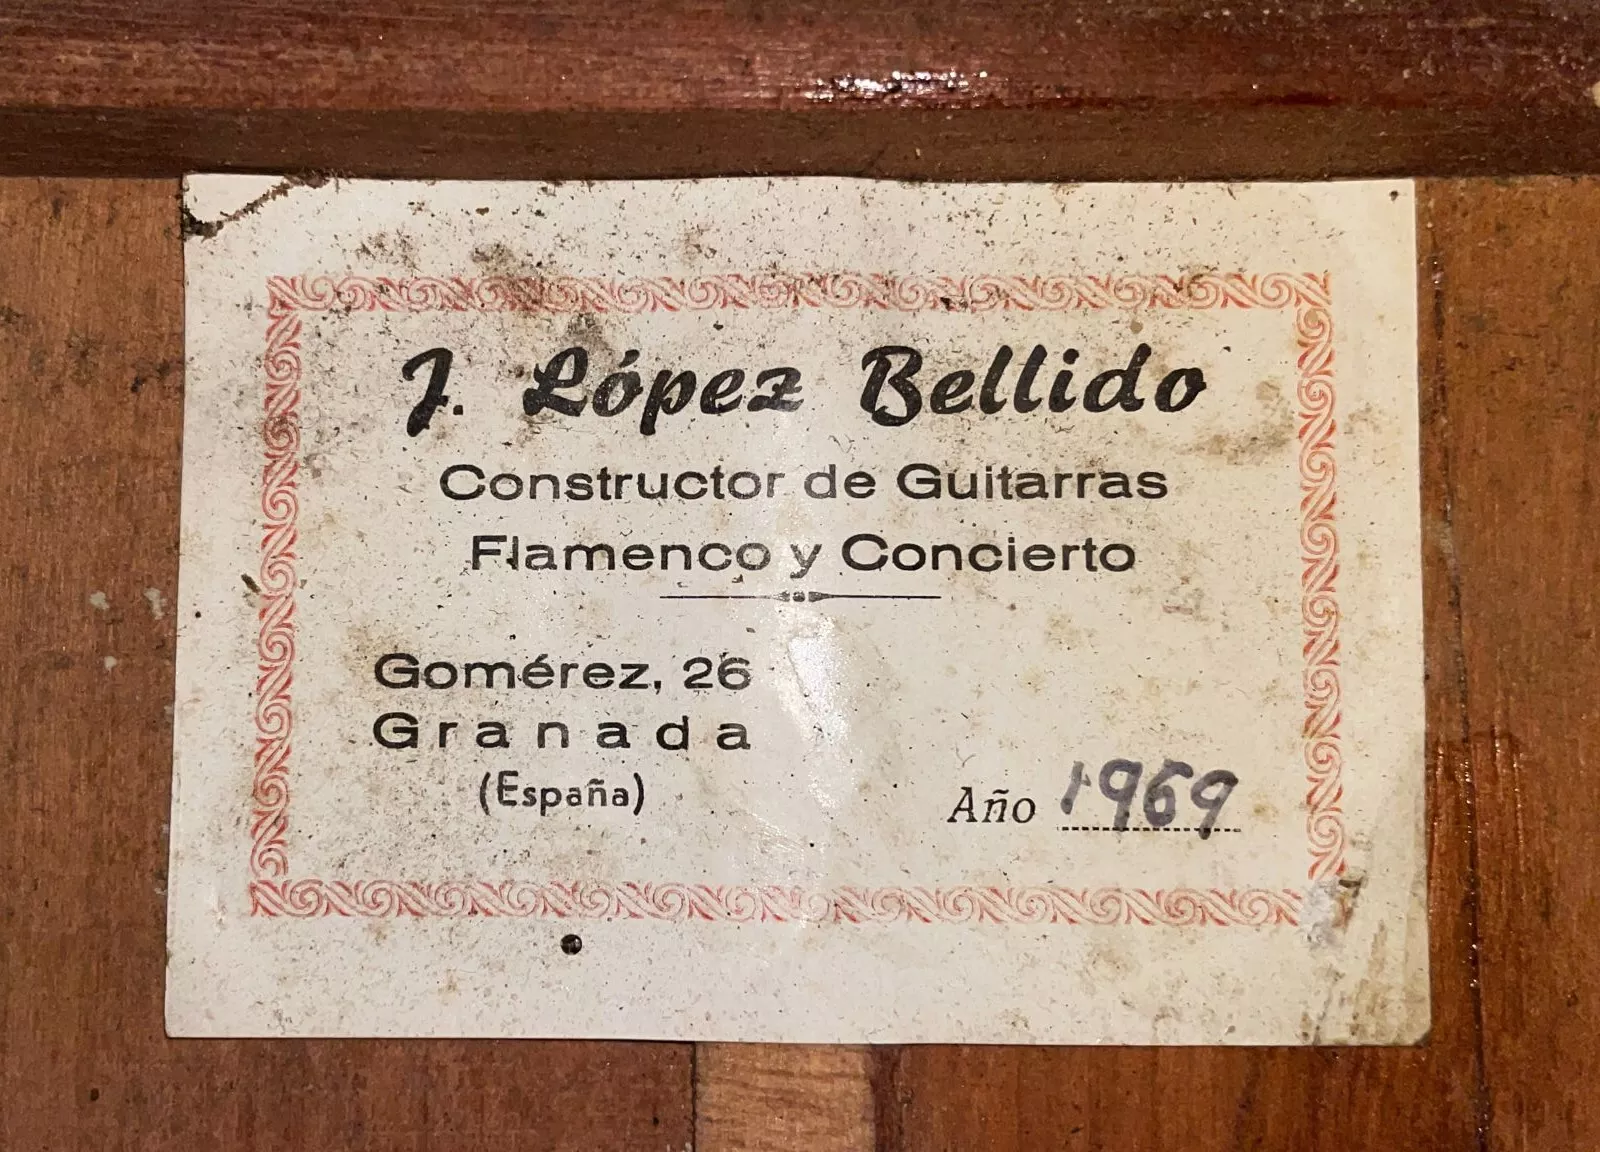 J. López Bellido
Constructor de Guitarras
Flamenco y Concierto
Gomérez, 26
Granada
(España)
Año 1969